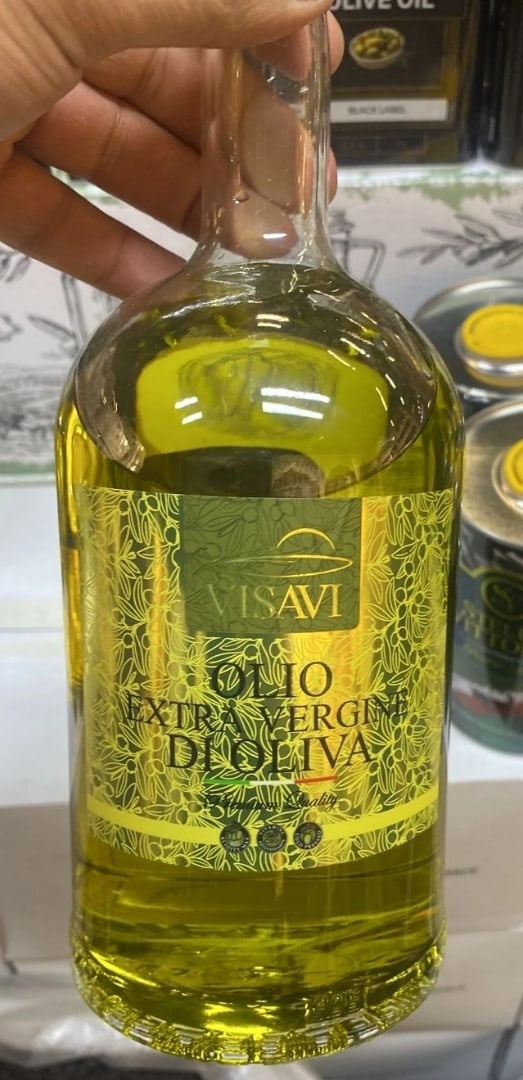 OLIVE OIL
BLACK LABEL
VISAVI
OLIO
EXTRA VERGINE
DI OLIVA
Premium Quality